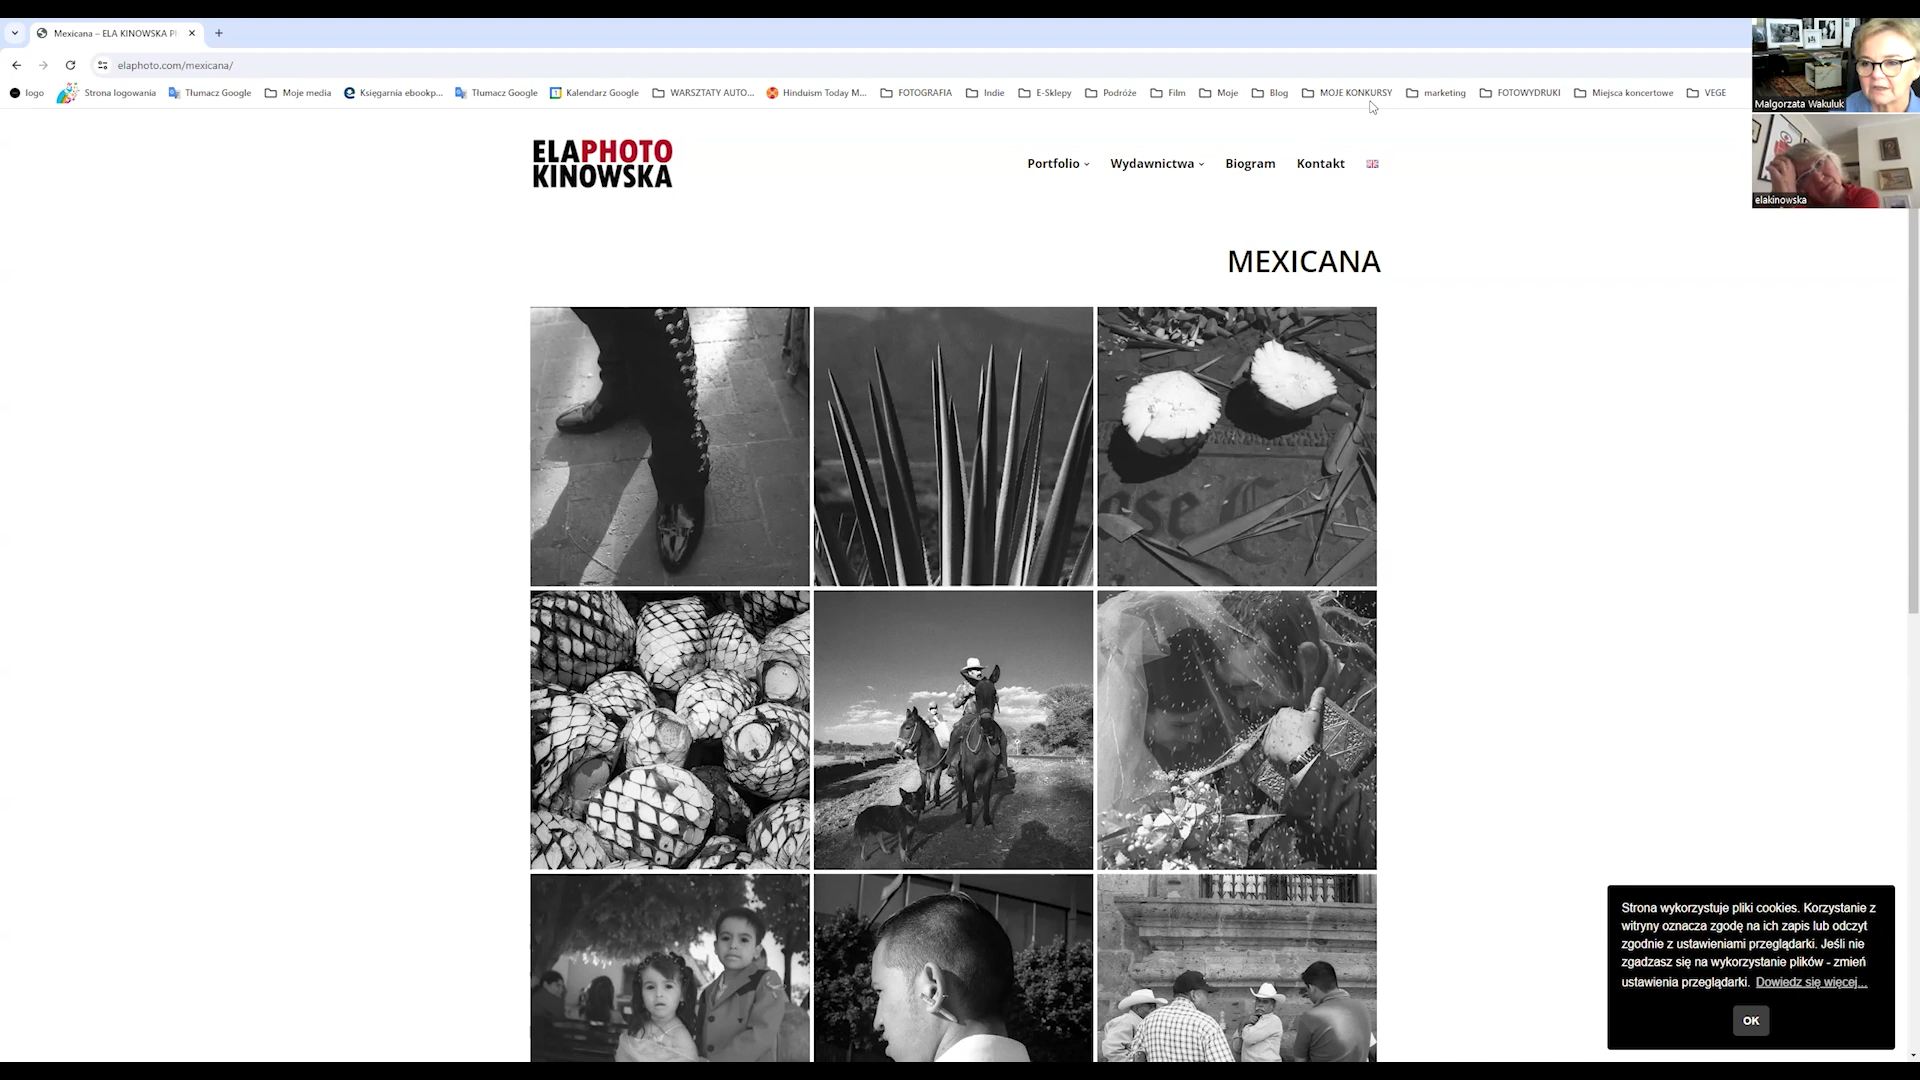 Mexicana – ELA KINOWSKA P
elaphoto.com/mexicana/
logo Strona logowania Tłumacz Google Moje media Księgarnia ebookp... Tłumacz Google Kalendarz Google WARSZTATY AUTO... Hinduism Today M... FOTOGRAFIA Indie E-Sklepy Podróże Film Moje Blog MOJE KONKURSY marketing FOTOWYDRUKI Miejsca koncertowe VEGE
Malgorzata Wakuluk
elakinowska
ELAPHOTO
KINOWSKA
Portfolio Wydawnictwa Biogram Kontakt
MEXICANA
Strona wykorzystuje pliki cookies. Korzystanie z
witryny oznacza zgodę na ich zapis lub odczyt
zgodnie z ustawieniami przeglądarki. Jeśli nie
zgadzasz się na wykorzystanie plików - zmień
ustawienia przeglądarki. Dowiedz się więcej...
OK